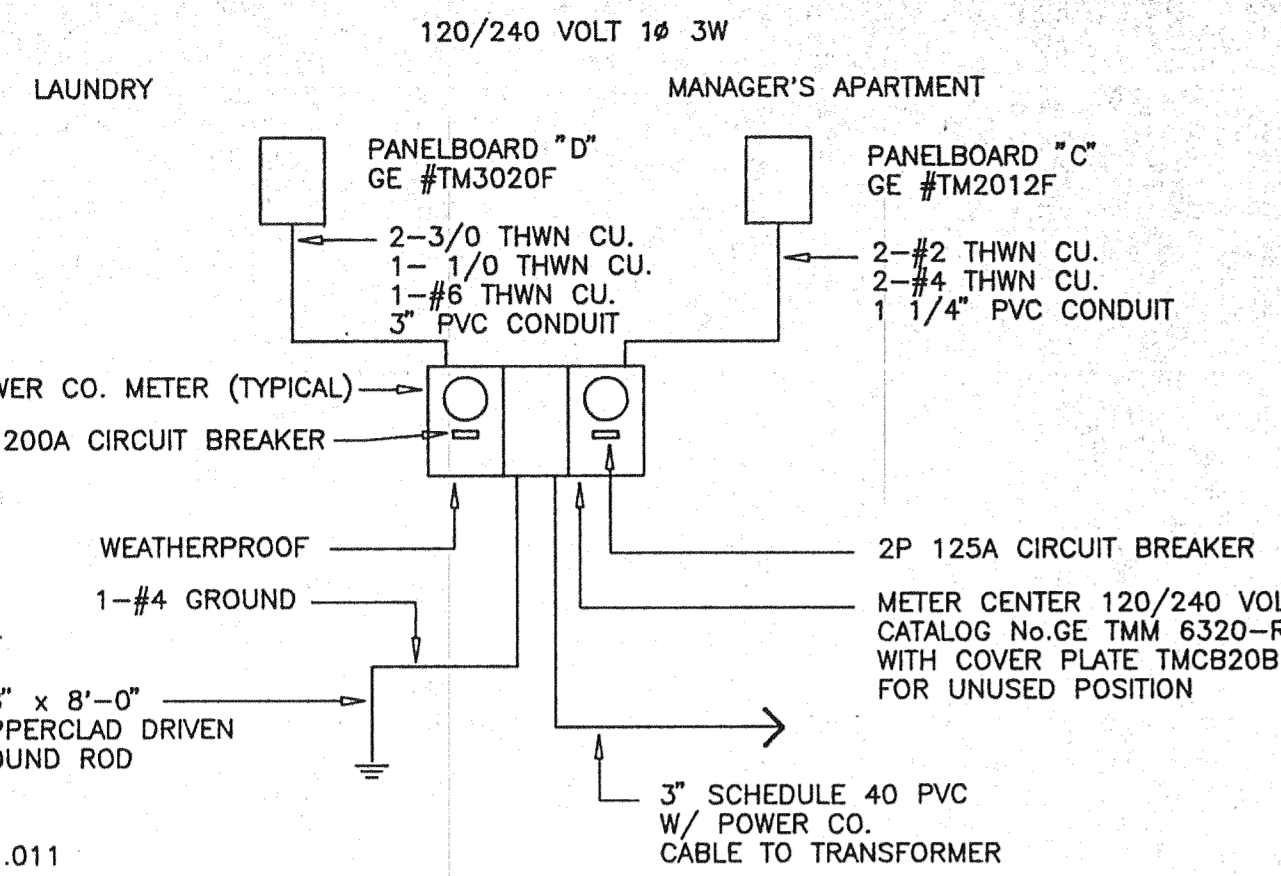 120/240 VOLT 1ø 3W
LAUNDRY
MANAGER'S APARTMENT
PANELBOARD "D"
GE #TM3020F
PANELBOARD "C"
GE #TM2012F
2-3/0 THWN CU.
1- 1/0 THWN CU.
1-#6 THWN CU.
3" PVC CONDUIT
2-#2 THWN CU.
2-#4 THWN CU.
1 1/4" PVC CONDUIT
WER CO. METER (TYPICAL)
200A CIRCUIT BREAKER
WEATHERPROOF
2P 125A CIRCUIT BREAKER
1-#4 GROUND
METER CENTER 120/240 VOL
CATALOG No.GE TMM 6320-R
WITH COVER PLATE TMCB20B
FOR UNUSED POSITION
" x 8'-0"
PPERCLAD DRIVEN
OUND ROD
3" SCHEDULE 40 PVC
W/ POWER CO.
CABLE TO TRANSFORMER
.011